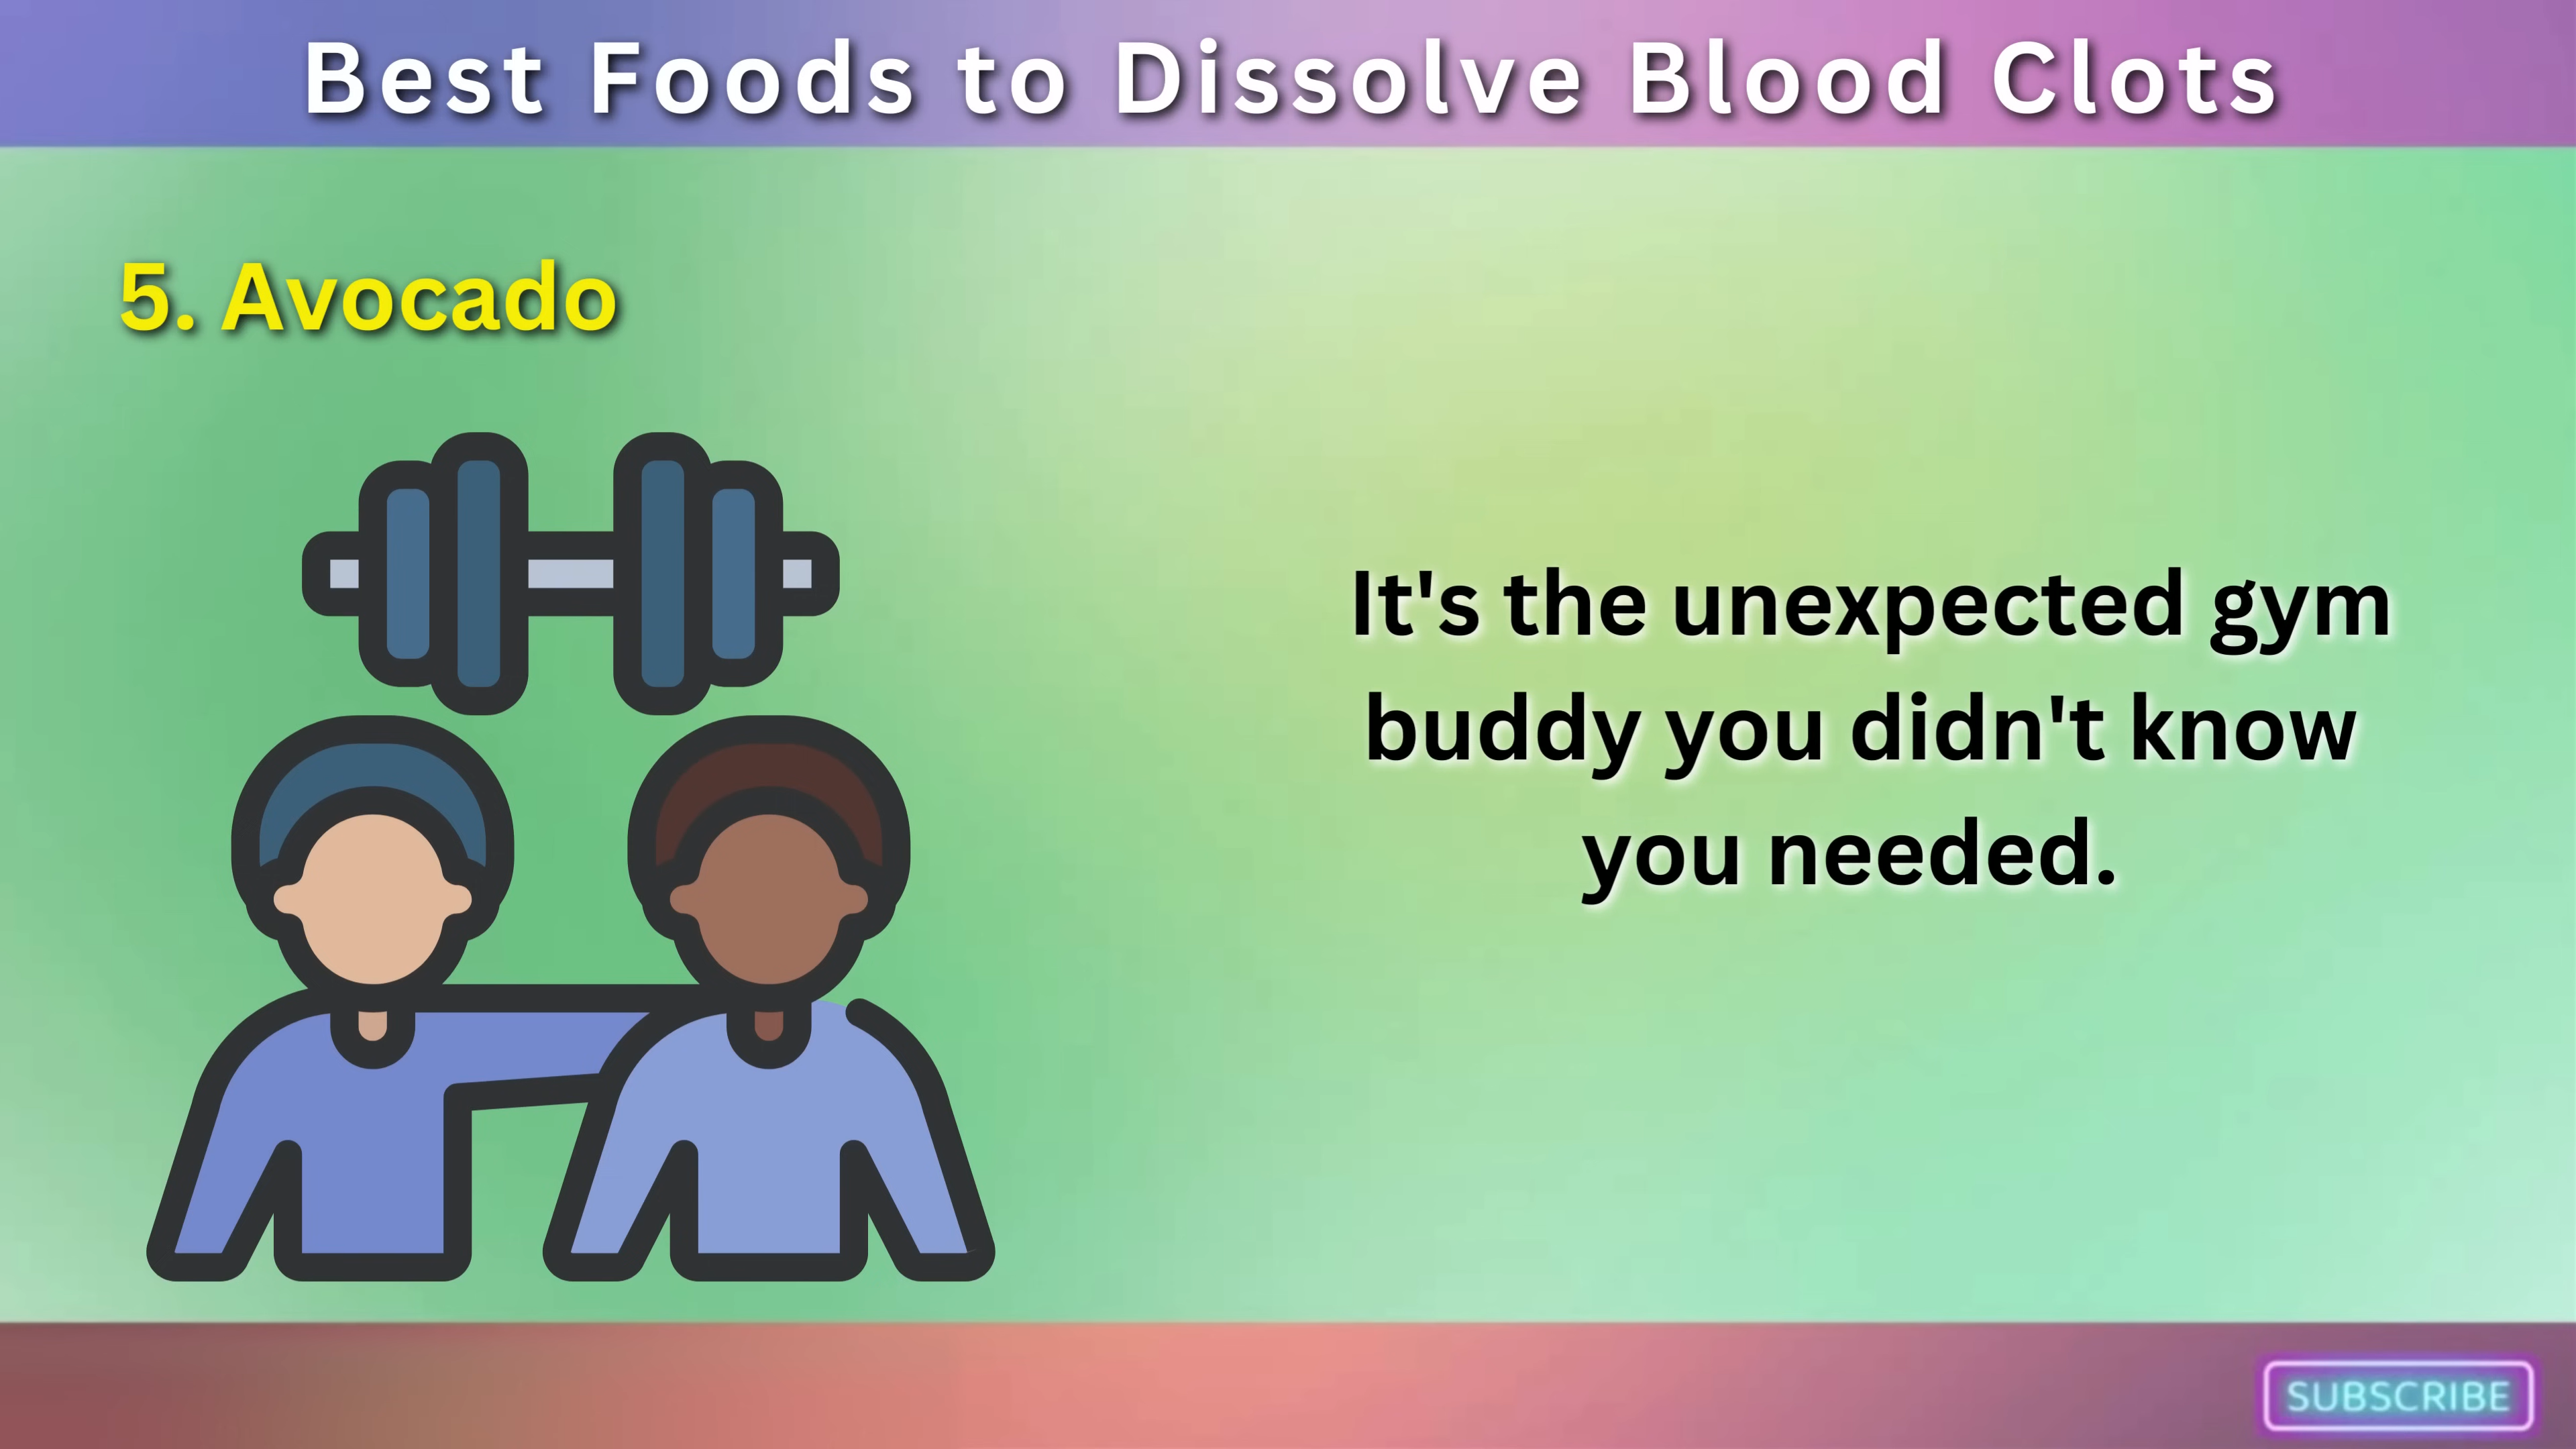 Best Foods to Dissolve Blood Clots
5. Avocado
It's the unexpected gym
buddy you didn't know
you needed.
SUBSCRIBE